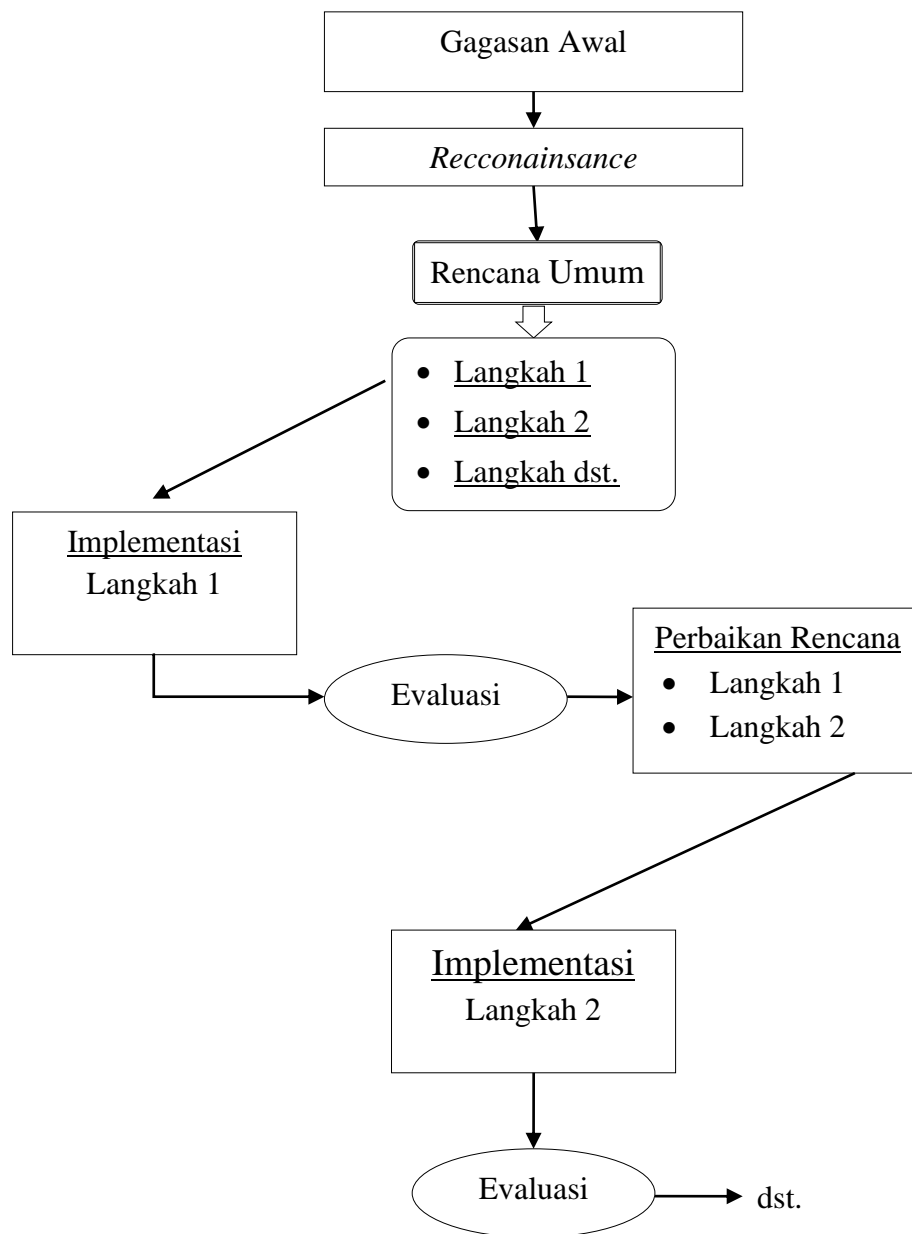 Gagasan Awal
Recconainsance
Rencana Umum
• Langkah 1
• Langkah 2
• Langkah dst.
Implementasi
Langkah 1
Evaluasi
Perbaikan Rencana
• Langkah 1
• Langkah 2
Implementasi
Langkah 2
Evaluasi
dst.